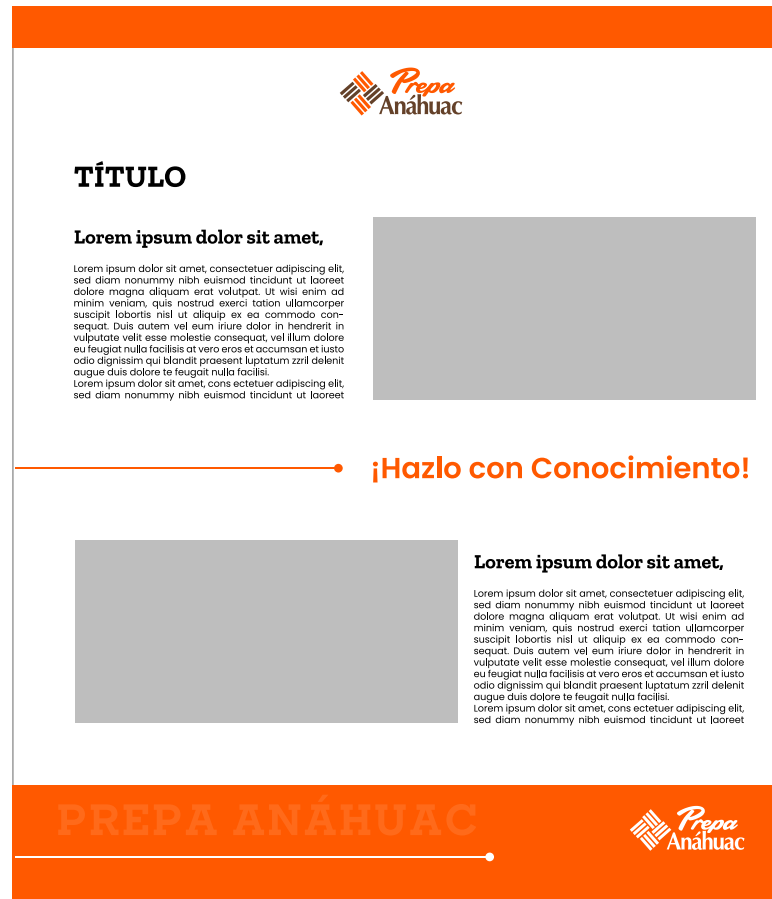 Prepa
Anáhuac
TÍTULO
Lorem ipsum dolor sit amet,
Lorem ipsum dolor sit amet, consectetuer adipiscing elit,
sed diam nonummy nibh euismod tincidunt ut laoreet
dolore magna aliquam erat volutpat. Ut wisi enim ad
minim veniam, quis nostrud exerci tation ullamcorper
suscipit lobortis nisl ut aliquip ex ea commodo con-
sequat. Duis autem vel eum iriure dolor in hendrerit in
vulputate velit esse molestie consequat, vel illum dolore
eu feugiat nulla facilisis at vero eros et accumsan et iusto
odio dignissim qui blandit praesent luptatum zzril delenit
augue duis dolore te feugait nulla facilisi.
Lorem ipsum dolor sit amet, cons ectetuer adipiscing elit,
sed diam nonummy nibh euismod tincidunt ut laoreet
¡Hazlo con Conocimiento!
Lorem ipsum dolor sit amet,
Lorem ipsum dolor sit amet, consectetuer adipiscing elit,
sed diam nonummy nibh euismod tincidunt ut laoreet
dolore magna aliquam erat volutpat. Ut wisi enim ad
minim veniam, quis nostrud exerci tation ullamcorper
suscipit lobortis nisl ut aliquip ex ea commodo con-
sequat. Duis autem vel eum iriure dolor in hendrerit in
vulputate velit esse molestie consequat, vel illum dolore
eu feugiat nulla facilisis at vero eros et accumsan et iusto
odio dignissim qui blandit praesent luptatum zzril delenit
augue duis dolore te feugait nulla facilisi.
Lorem ipsum dolor sit amet, cons ectetuer adipiscing elit,
sed diam nonummy nibh euismod tincidunt ut laoreet
PREPA ANÁHUAC
Prepa
Anáhuac